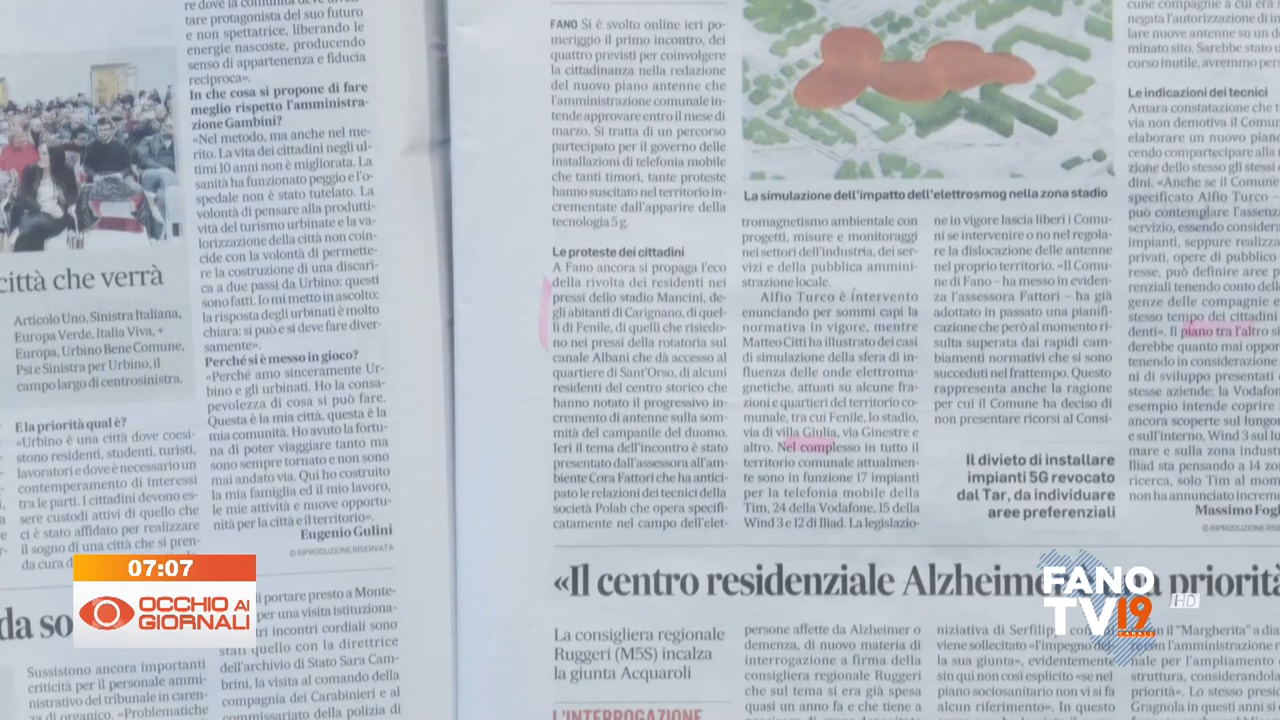 re dove la comunità deve
tare protagonista del suo futuro
e non spettatrice, liberando le
energie nascoste, producendo
senso di appartenenza e fiducia
reciproca».
In che cosa si propone di fare
meglio rispetto l'amministra-
zione Gambini?
«Nel metodo, ma anche nel me-
rito. La vita dei cittadini negli ul-
timi 10 anni non è migliorata. La
sanità ha funzionato peggio e l'o-
spedale non è stato tutelato. La
volontà di pensare alla produtti-
vità del turismo urbinate e la va-
lorizzazione della città non coin-
cide con la volontà di permette-
re la costruzione di una discari-
ca a due passi da Urbino: questi
sono fatti. Io mi metto in ascolto:
la risposta degli urbinati è molto
chiara: si può e si deve fare diver-
samente».
Perché si è messo in gioco?
«Perché amo sinceramente Ur-
bino e gli urbinati. Ho la consa-
pevolezza di cosa si può fare.
Questa è la mia città, questa è la
mia comunità. Ho avuto la fortu-
na di poter viaggiare tanto ma
sono sempre tornato e non sono
mai andato via. Qui ho costruito
la mia famiglia ed il mio lavoro,
le mie attività e nuove opportu-
nità per la città e il territorio».
Eugenio Gulini
© RIPRODUZIONE RISERVATA
città che verrà
Articolo Uno, Sinistra Italiana,
Europa Verde, Italia Viva, +
Europa, Urbino Bene Comune,
Psi e Sinistra per Urbino, il
campo largo di centrosinistra.
E la priorità qual è?
«Urbino è una città dove coesi-
stono residenti, studenti, turisti,
lavoratori e dove è necessario un
contemperamento di interessi
tra le parti. I cittadini devono es-
sere custodi attivi di quello che
ci è stato affidato per realizzare
il sogno di una città che si pren-
da cura d
da so
Sussistono ancora importanti
criticità per il personale ammi-
nistrativo del tribunale in caren-
za di organico. «Problematiche
i portare presto a Monte-
per una visita istituziona-
tri incontri cordiali sono
stati quello con la direttrice
dell'archivio di Stato Sara Cam-
brini, la visita al comando della
compagnia dei Carabinieri e al
commissariato della polizia di
FANO Si è svolto online ieri po-
meriggio il primo incontro, dei
quattro previsti per coinvolgere
la cittadinanza nella redazione
del nuovo piano antenne che
l'amministrazione comunale in-
tende approvare entro il mese di
marzo. Si tratta di un percorso
partecipato per il governo delle
installazioni di telefonia mobile
che tanti timori, tante proteste
hanno suscitato nel territorio in-
crementate dall'apparire della
tecnologia 5g.
Le proteste dei cittadini
A Fano ancora si propaga l'eco
della rivolta dei residenti nei
pressi dello stadio Mancini, de-
gli abitanti di Carignano, di quel-
li di Fenile, di quelli che risiedo-
no nei pressi della rotatoria sul
canale Albani che dà accesso al
quartiere di Sant'Orso, di alcuni
residenti del centro storico che
hanno notato il progressivo in-
cremento di antenne sulla som-
mità del campanile del duomo.
Ieri il tema dell'incontro è stato
presentato dall'assessora all'am-
biente Cora Fattori che ha antici-
pato le relazioni dei tecnici della
società Polab che opera specifi-
catamente nel campo dell'elet-
La simulazione dell'impatto dell'elettrosmog nella zona stadio
tromagnetismo ambientale con
progetti, misure e monitoraggi
nei settori dell'industria, dei ser-
vizi e della pubblica ammini-
strazione locale.
Alfio Turco è intervento
enunciando per sommi capi la
normativa in vigore, mentre
Matteo Citti ha illustrato dei casi
di simulazione della sfera di in-
fluenza delle onde elettroma-
gnetiche, attuati su alcune fra-
zioni e quartieri del territorio co-
munale, tra cui Fenile, lo stadio,
via di villa Giulia, via Ginestre e
altro. Nel complesso in tutto il
territorio comunale attualmen-
te sono in funzione 17 impianti
per la telefonia mobile della
Tim, 24 della Vodafone, 15 della
Wind 3 e 12 di Iliad. La legislazio-
ne in vigore lascia liberi i Comu-
ni se intervenire o no nel regola-
re la dislocazione delle antenne
nel proprio territorio. «Il Comu-
ne di Fano – ha messo in eviden-
za l'assessora Fattori – ha già
adottato in passato una pianifi-
cazione che però al momento ri-
sulta superata dai rapidi cam-
biamenti normativi che si sono
succeduti nel frattempo. Questo
rappresenta anche la ragione
per cui il Comune ha deciso di
non presentare ricorsi al Consi-
Il divieto di installare
impianti 5G revocato
dal Tar, da individuare
aree preferenziali
cune compagnie a cui era
negata l'autorizzazione di in
lare nuove antenne su un d
minato sito. Sarebbe stato
corso inutile, avremmo per
Le indicazioni dei tecnici
Amara constatazione che
via non demotiva il Comun
elaborare un nuovo piano
cendo compartecipare alla
zione dello stesso gli stessi
dini. «Anche se il Comune
specificato Alfio Turco –
può contemplare l'assenz
servizio, essendo consider
impianti, seppure realizza
privati, opere di pubblico
resse, può definire aree p
renziali tenendo conto dell
genze delle compagnie e
stesso tempo dei cittadini
denti». Il piano tra l'altro s
derebbe quanto mai oppor
tenendo in considerazione
ni di sviluppo presentati
stesse aziende: la Vodafon
esempio intende coprire
ancora scoperte sul lungon
e sull'interno, Wind 3 sul lu
mare e sulla zona industr
Iliad sta pensando a 14 zon
ricerca, solo Tim al mom
non ha annunciato increm
Massimo Fogl
© RIPRODUZIONE RISER
«Il centro residenziale Alzheime
a priorità
La consigliera regionale
Ruggeri (M5S) incalza
la giunta Acquaroli
L'INTERROGAZIONE
persone affette da Alzheimer o
demenza, di nuovo materia di
interrogazione a firma della
consigliera regionale Ruggeri
che sul tema si era già spesa
quasi un anno fa e che tiene a
niziativa di Serfilip
viene sollecitato «l'impegno
la sua giunta», evidentemente
sin qui non così esplicito «se nel
piano sociosanitario non vi si fa
alcun riferimento». In questo
n il "Margherita" a dia
n l'amministrazione r
nale per l'ampliamento
struttura, considerandola
priorità». Lo stesso presid
Gragnola in questi anni si
07:07
OCCHIO AI
GIORNALI
FANO
TV 19
CANALE
HD